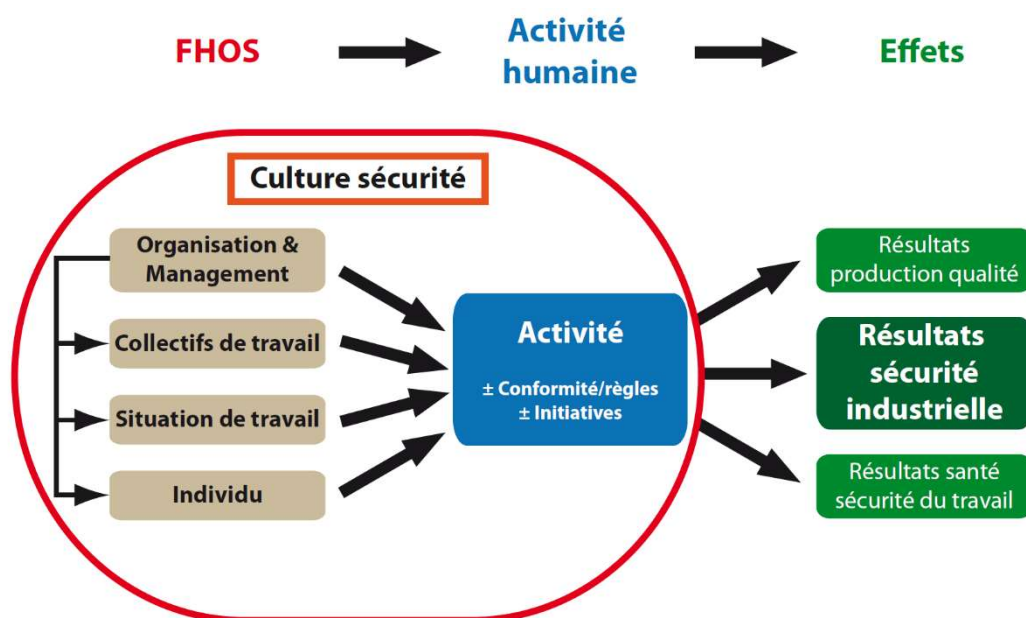 FHOS
Activité
humaine
Effets
Culture sécurité
Organisation &
Management
Collectifs de travail
Situation de travail
Individu
Activité
± Conformité/règles
± Initiatives
Résultats
production qualité
Résultats
sécurité
industrielle
Résultats santé
sécurité du travail